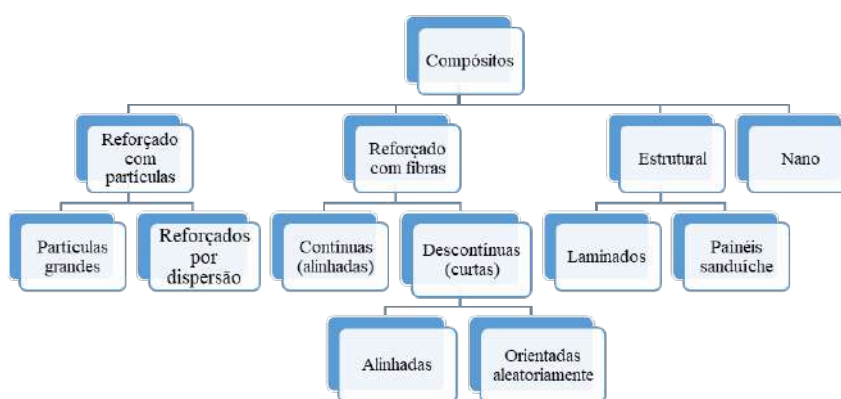 Compósitos
Reforçado
com
partículas
Reforçado
com fibras
Estrutural
Nano
Partículas
grandes
Reforçados
por
dispersão
Contínuas
(alinhadas)
Descontínuas
(curtas)
Laminados
Painéis
sanduíche
Alinhadas
Orientadas
aleatoriamente